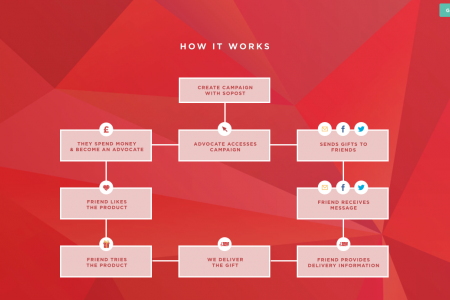 HOW IT WORKS
CREATE CAMPAIGN
WITH SOPOST
£
THEY SPEND MONEY
& BECOME AN ADVOCATE
ADVOCATE ACCESSES
CAMPAIGN
SENDS GIFTS TO
FRIENDS
FRIEND LIKES
THE PRODUCT
FRIEND RECEIVES
MESSAGE
FRIEND TRIES
THE PRODUCT
WE DELIVER
THE GIFT
FRIEND PROVIDES
DELIVERY INFORMATION